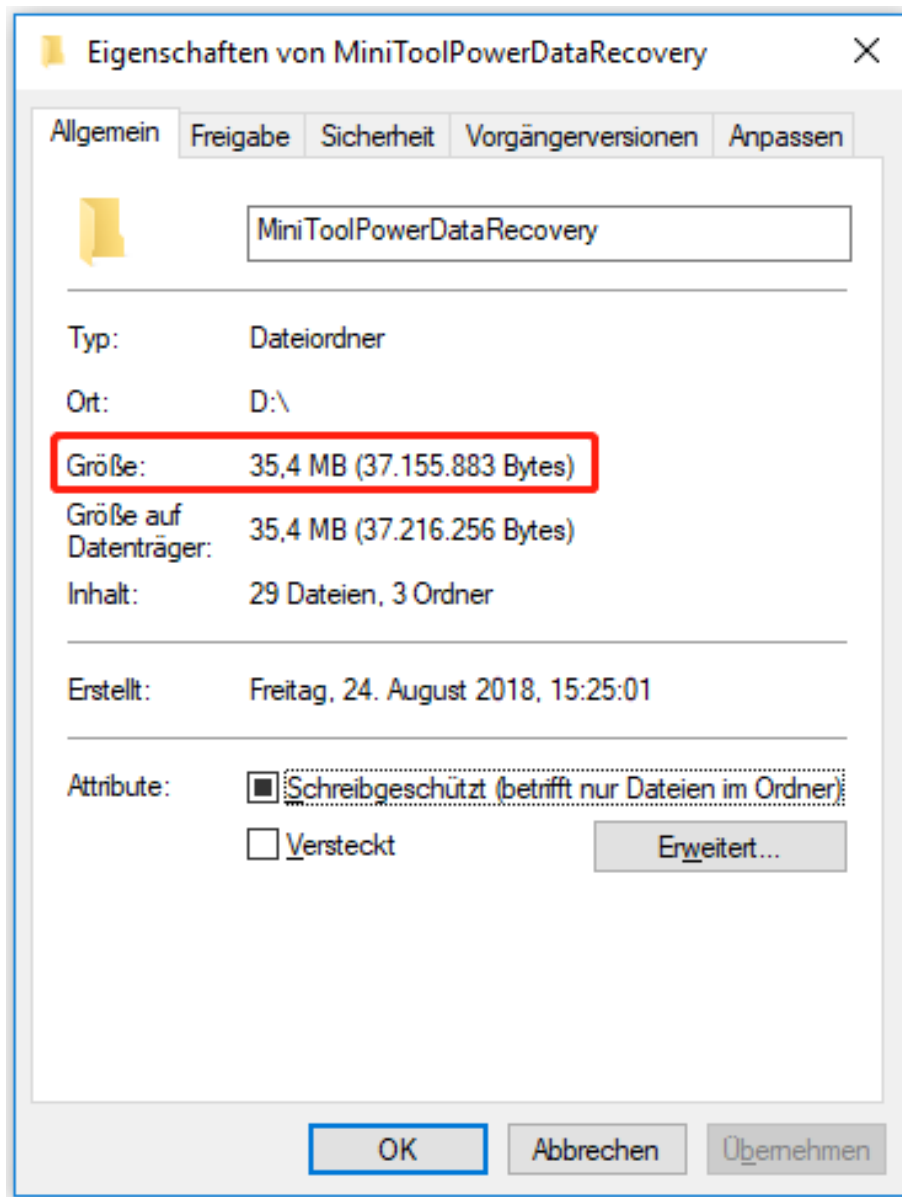 Eigenschaften von MiniToolPowerDataRecovery
Allgemein Freigabe Sicherheit Vorgängerversionen Anpassen
MiniToolPowerDataRecovery
Typ: Dateiordner
Ort: D:\
Größe: 35,4 MB (37.155.883 Bytes)
Größe auf
Datenträger: 35,4 MB (37.216.256 Bytes)
Inhalt: 29 Dateien, 3 Ordner
Erstellt: Freitag, 24. August 2018, 15:25:01
Attribute: Schreibgeschützt (betrifft nur Dateien im Ordner)
Versteckt Erweitert...
OK Abbrechen Übernehmen